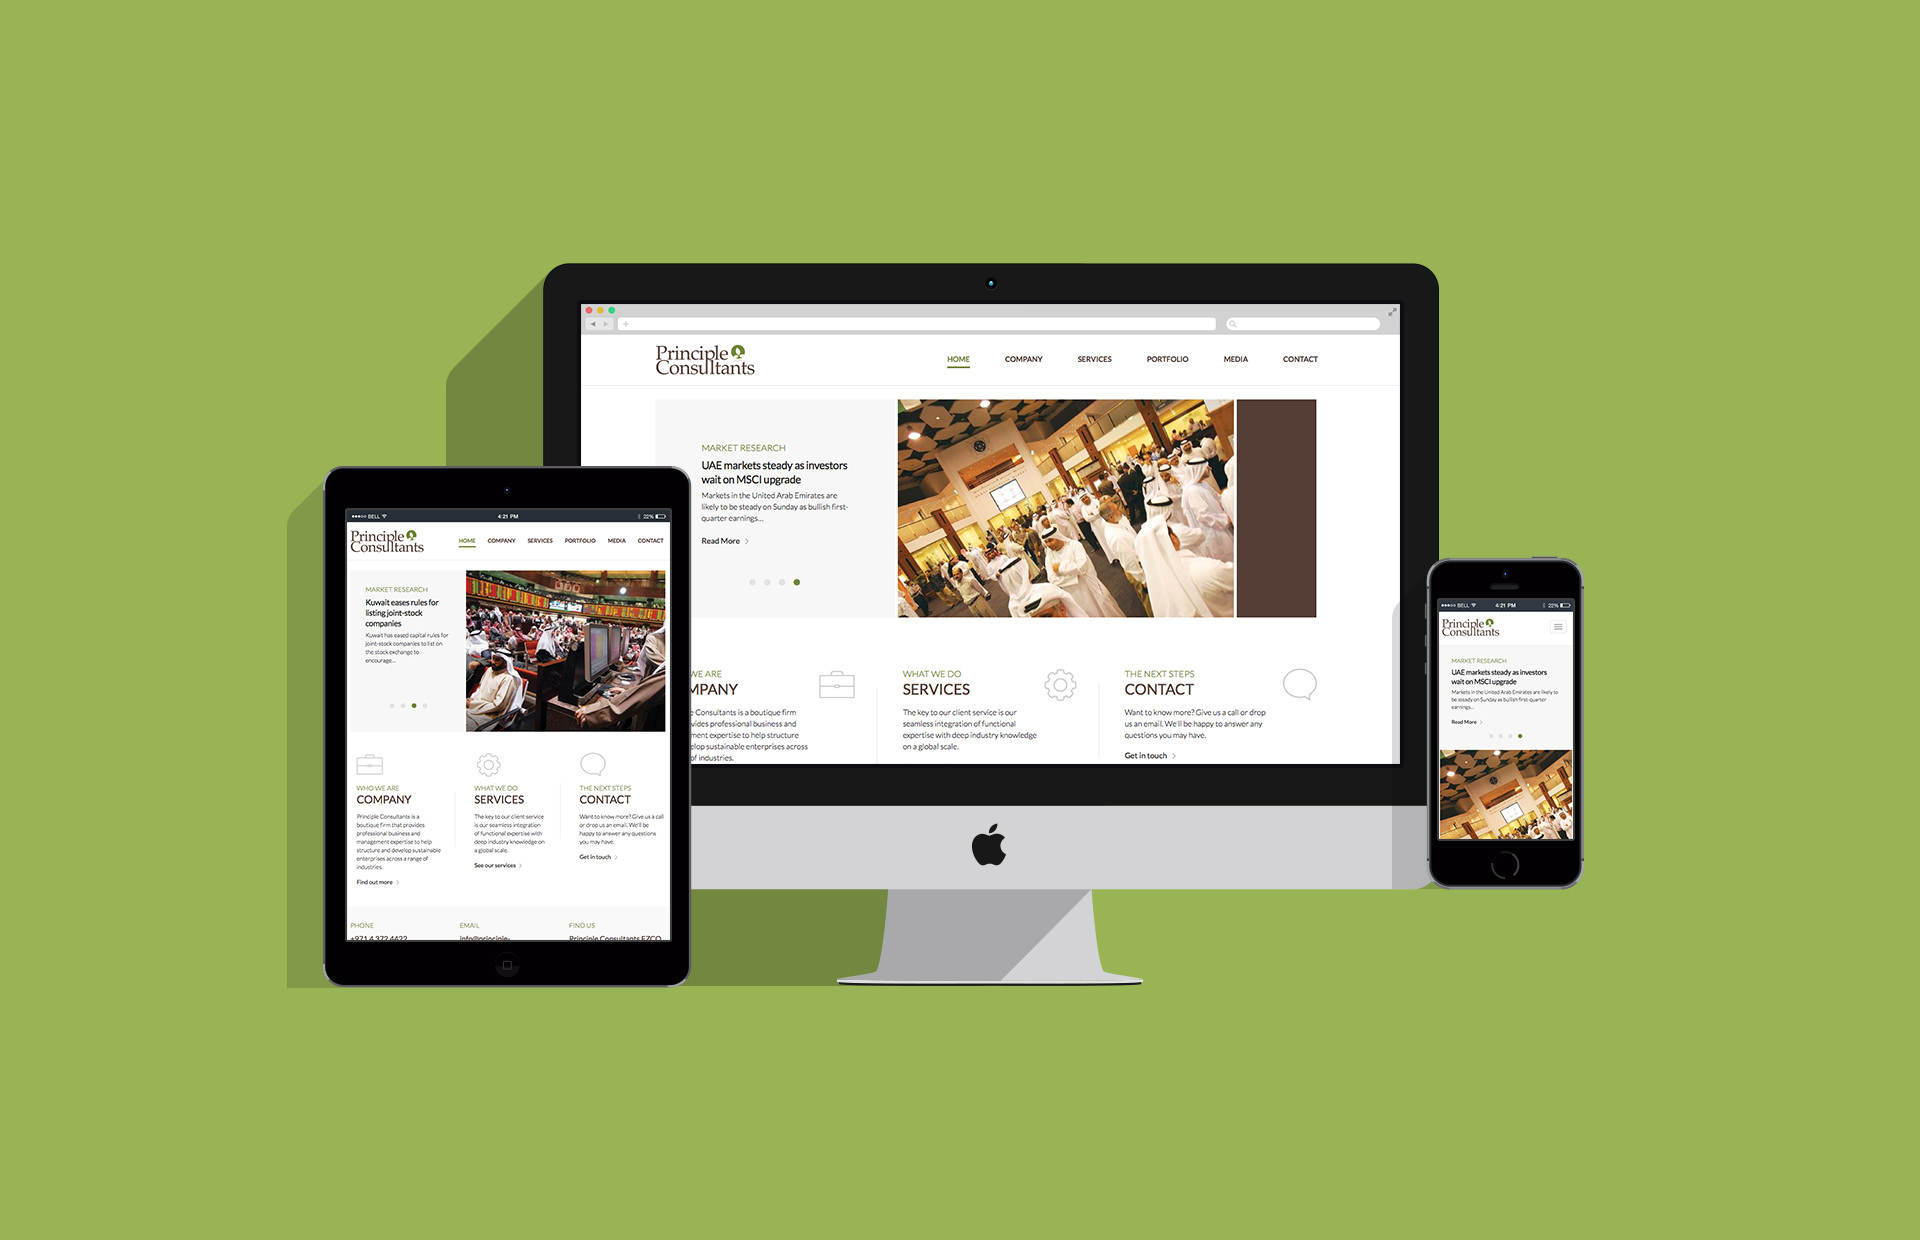 Principle
Consultants
HOME COMPANY SERVICES PORTFOLIO MEDIA CONTACT
MARKET RESEARCH
UAE markets steady as investors
wait on MSCI upgrade
Markets in the United Arab Emirates are
likely to be steady on Sunday as bullish first-
quarter earnings...
Read More
WE ARE
MPANY
e Consultants is a boutique firm
vides professional business and
ment expertise to help structure
elop sustainable enterprises across
of industries.
WHAT WE DO
SERVICES
The key to our client service is our
seamless integration of functional
expertise with deep industry knowledge
on a global scale.
THE NEXT STEPS
CONTACT
Want to know more? Give us a call or drop
us an email. We'll be happy to answer any
questions you may have.
Get in touch
BELL 4:21 PM 22%
Principle
Consultants
HOME COMPANY SERVICES PORTFOLIO MEDIA CONTACT
MARKET RESEARCH
Kuwait eases rules for
listing joint-stock
companies
Kuwait has eased capital rules for
joint-stock companies to list on
the stock exchange to
encourage...
WHO WE ARE
COMPANY
Principle Consultants is a
boutique firm that provides
professional business and
management expertise to help
structure and develop sustainable
enterprises across a range of
industries.
Find out more
WHAT WE DO
SERVICES
The key to our client service
is our seamless integration
of functional expertise with
deep industry knowledge on
a global scale.
See our services
THE NEXT STEPS
CONTACT
Want to know more? Give us a call
or drop us an email. We'll be
happy to answer any questions
you may have.
Get in touch
PHONE
+971 4 372 4422
EMAIL
info@principle-
FIND US
Principle Consultants FZCO
BELL 4:21 PM 22%
Principle
Consultants
MARKET RESEARCH
UAE markets steady as investors
wait on MSCI upgrade
Markets in the United Arab Emirates are likely to
be steady on Sunday as bullish first-quarter
earnings...
Read More